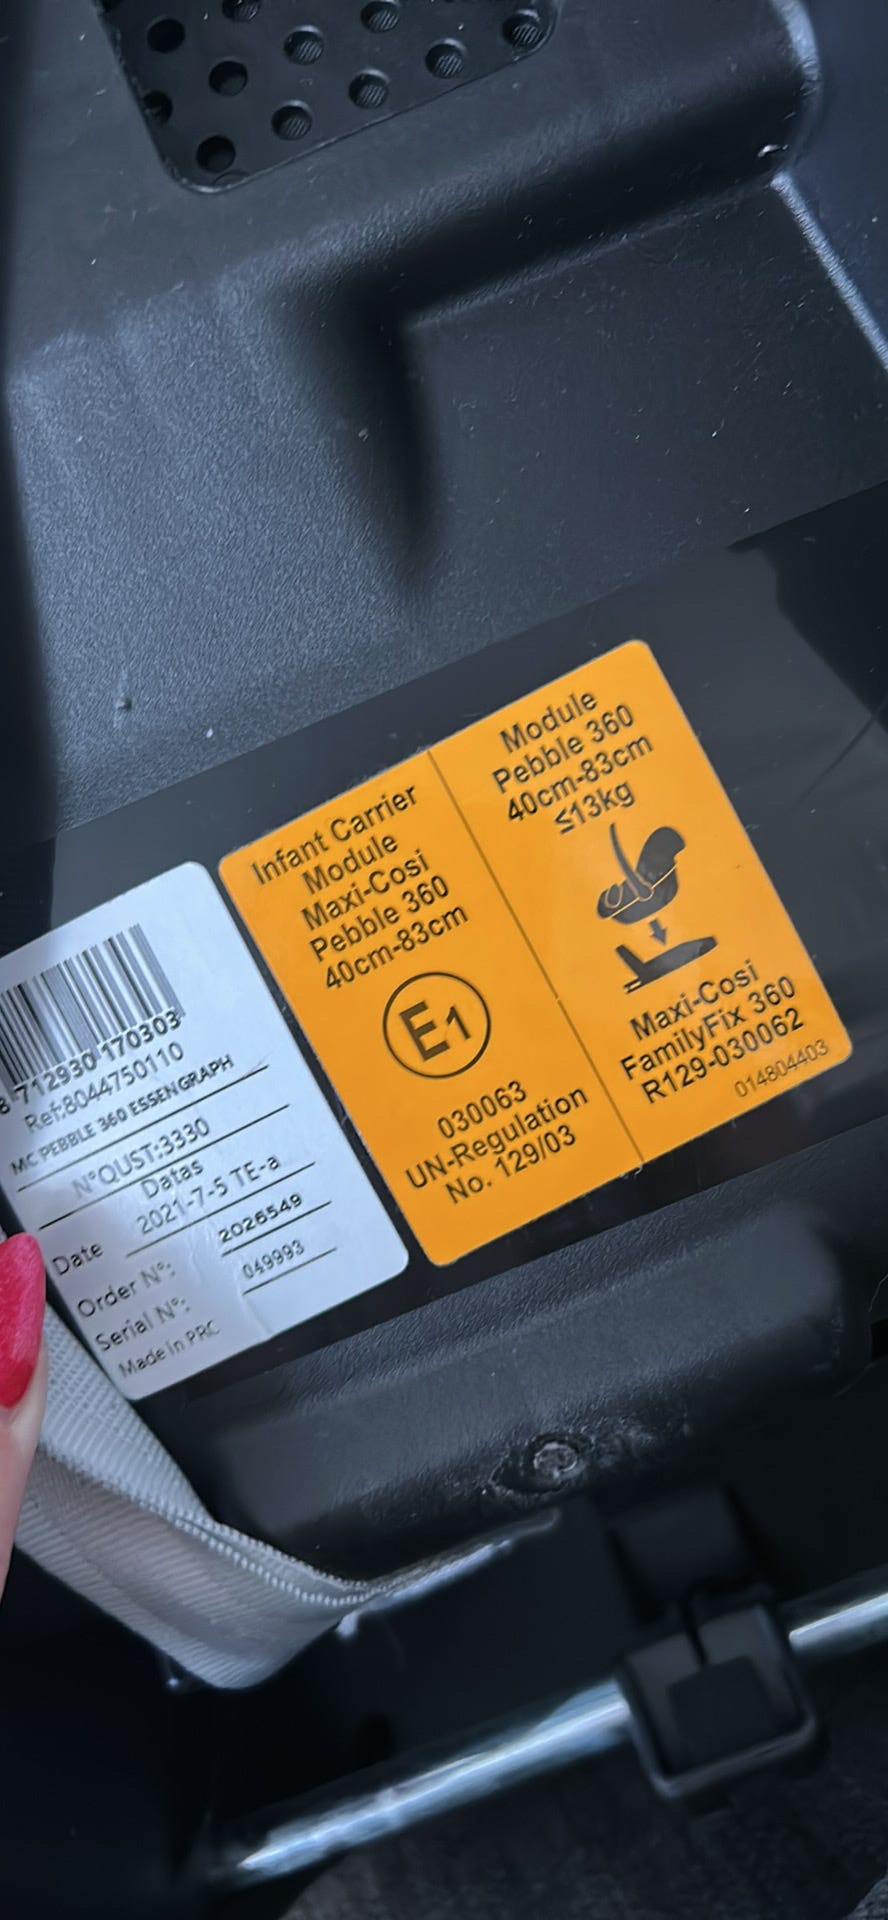 8 712930 170303
Ref:8044750110
MC PEBBLE 360 ESSENGRAPH
N°QUST:3330
Datas
Date 2021-7-5 TE-a
Order N°: 2026549
Serial N°: 049993
Made in PRC
Infant Carrier
Module
Maxi-Cosi
Pebble 360
40cm-83cm
E1
030063
UN-Regulation
No. 129/03
Module
Pebble 360
40cm-83cm
≤13kg
Maxi-Cosi
FamilyFix 360
R129-030062
014804403